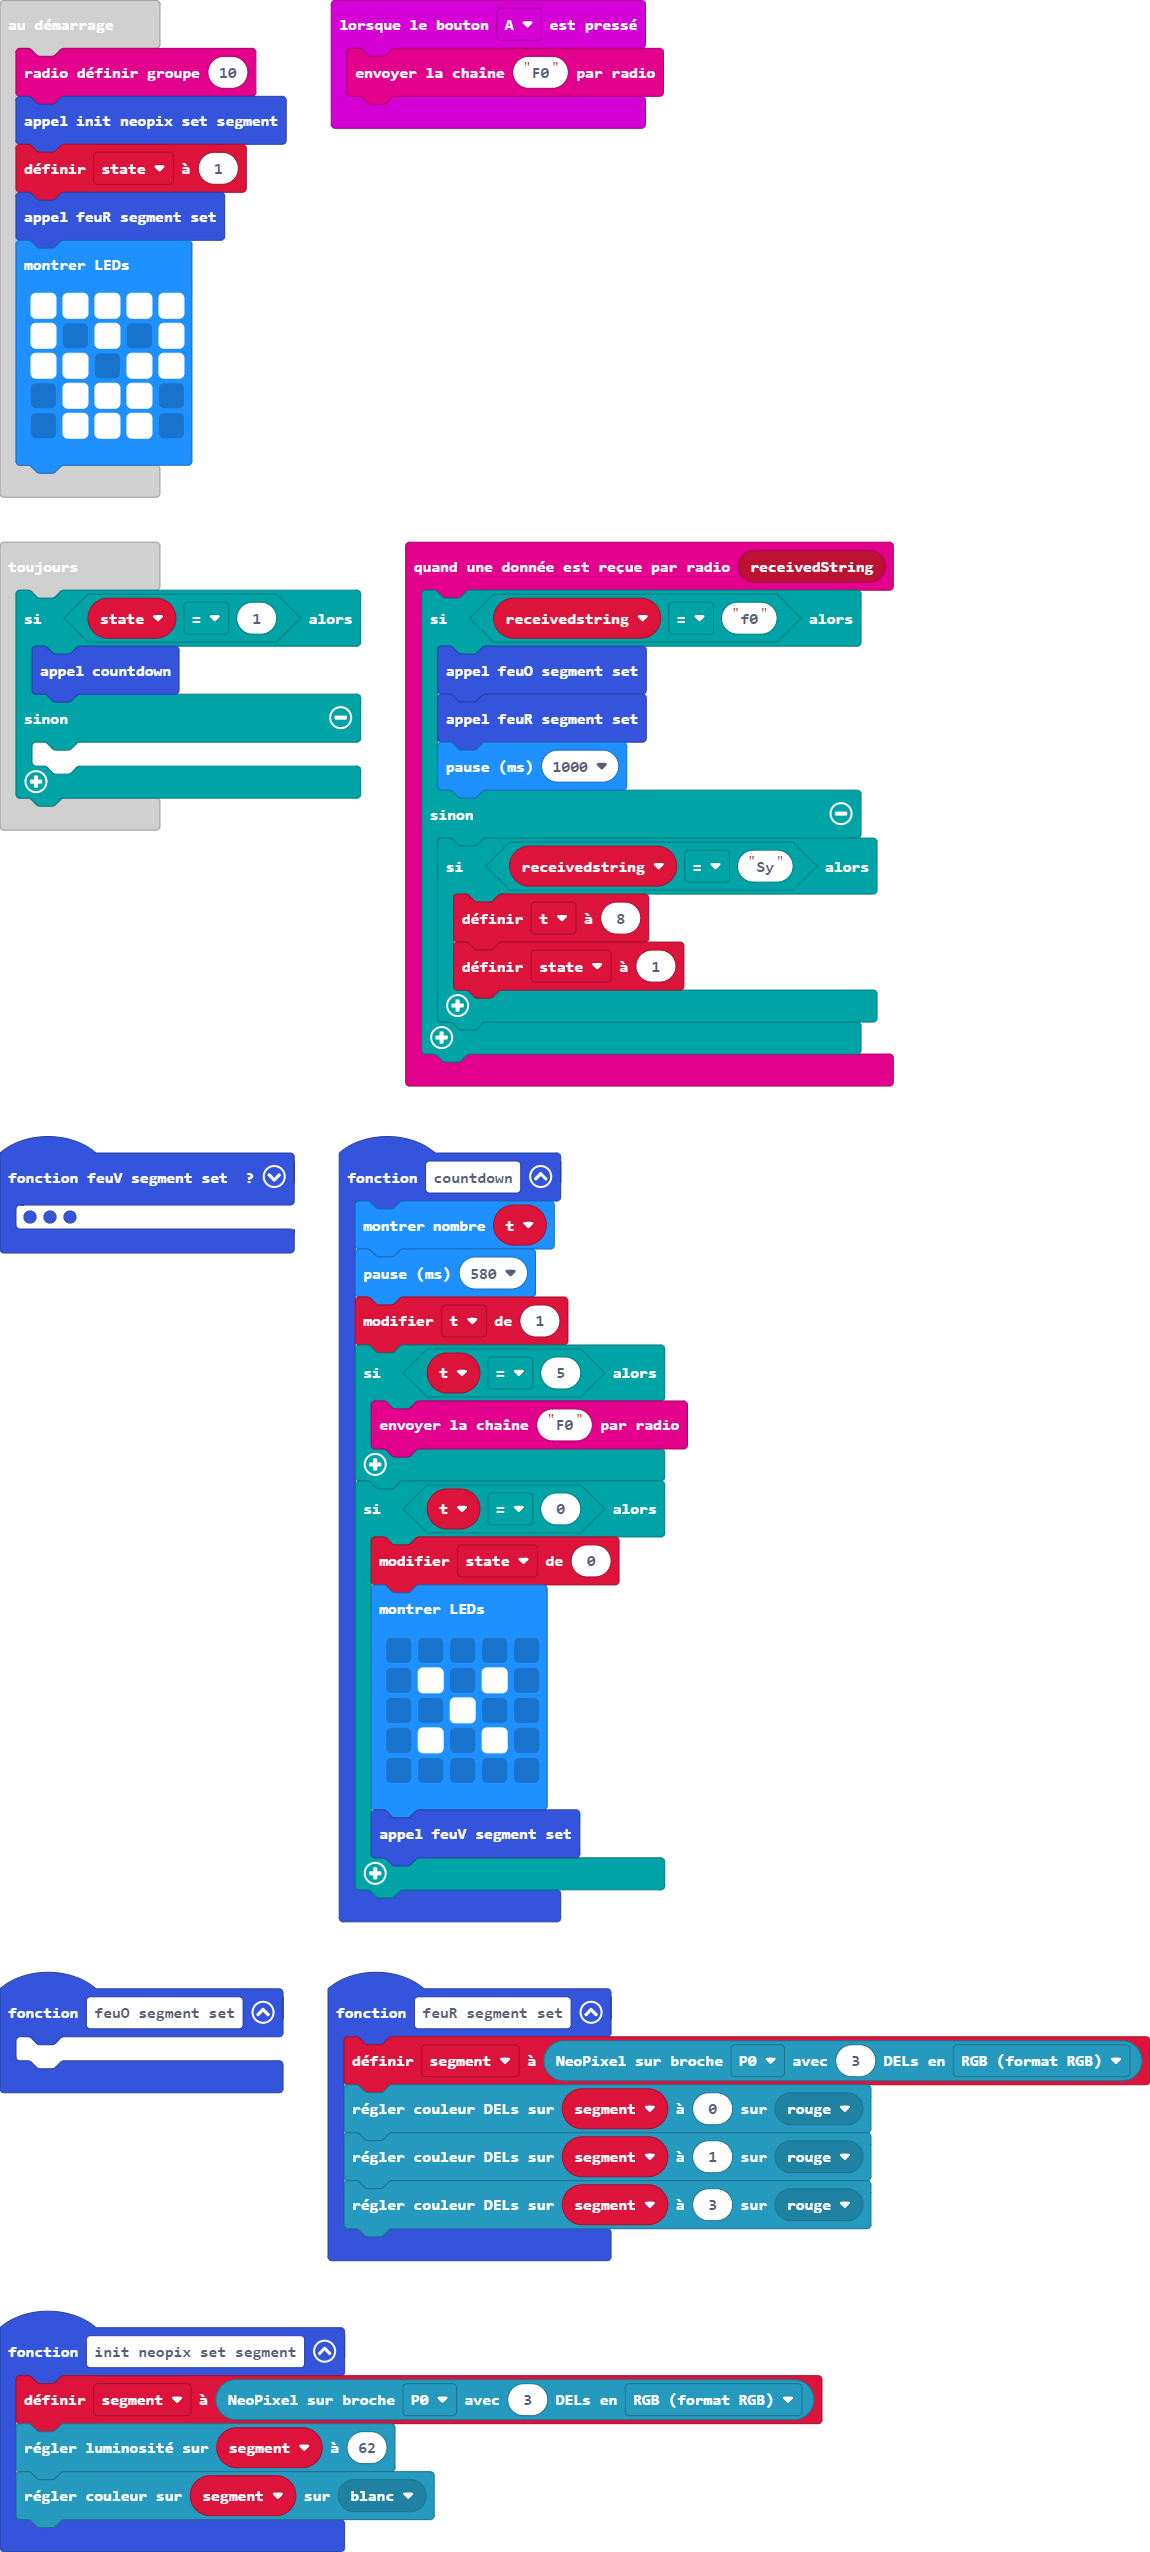 au démarrage
radio définir groupe 10
appel init neopix set segment
définir state à 1
appel feuR segment set
montrer LEDs
lorsque le bouton A est pressé
envoyer la chaîne "F0" par radio
toujours
si state = 1 alors
appel countdown
sinon
quand une donnée est reçue par radio receivedString
si receivedstring = "f0" alors
appel feuO segment set
appel feuR segment set
pause (ms) 1000
sinon
si receivedstring = "Sy" alors
définir t à 8
définir state à 1
fonction feuV segment set ?
fonction countdown
montrer nombre t
pause (ms) 580
modifier t de 1
si t = 5 alors
envoyer la chaîne "F0" par radio
si t = 0 alors
modifier state de 0
montrer LEDs
appel feuV segment set
fonction feuO segment set
fonction feuR segment set
définir segment à NeoPixel sur broche P0 avec 3 DELs en RGB (format RGB)
régler couleur DELs sur segment à 0 sur rouge
régler couleur DELs sur segment à 1 sur rouge
régler couleur DELs sur segment à 3 sur rouge
fonction init neopix set segment
définir segment à NeoPixel sur broche P0 avec 3 DELs en RGB (format RGB)
régler luminosité sur segment à 62
régler couleur sur segment sur blanc